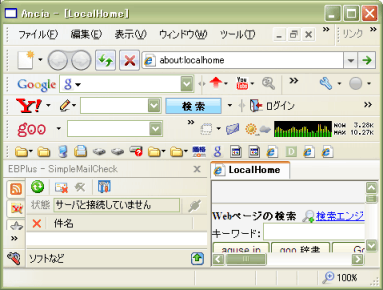 Ancia - [LocalHome]
ファイル(F) 編集(E) 表示(V) ウィンドウ(W) ツール(T) » リンク »
about:localhome
Google g » »
Y! 検索 » ログイン
goo » NOW 3.28K
MAX 10.27K
EBPlus - SimpleMailCheck
LocalHome
状態 サーバと接続していません
件名
Webページの検索 検索エンジ
キーワード:
goo 辞書 Go
ソフトなど
100%